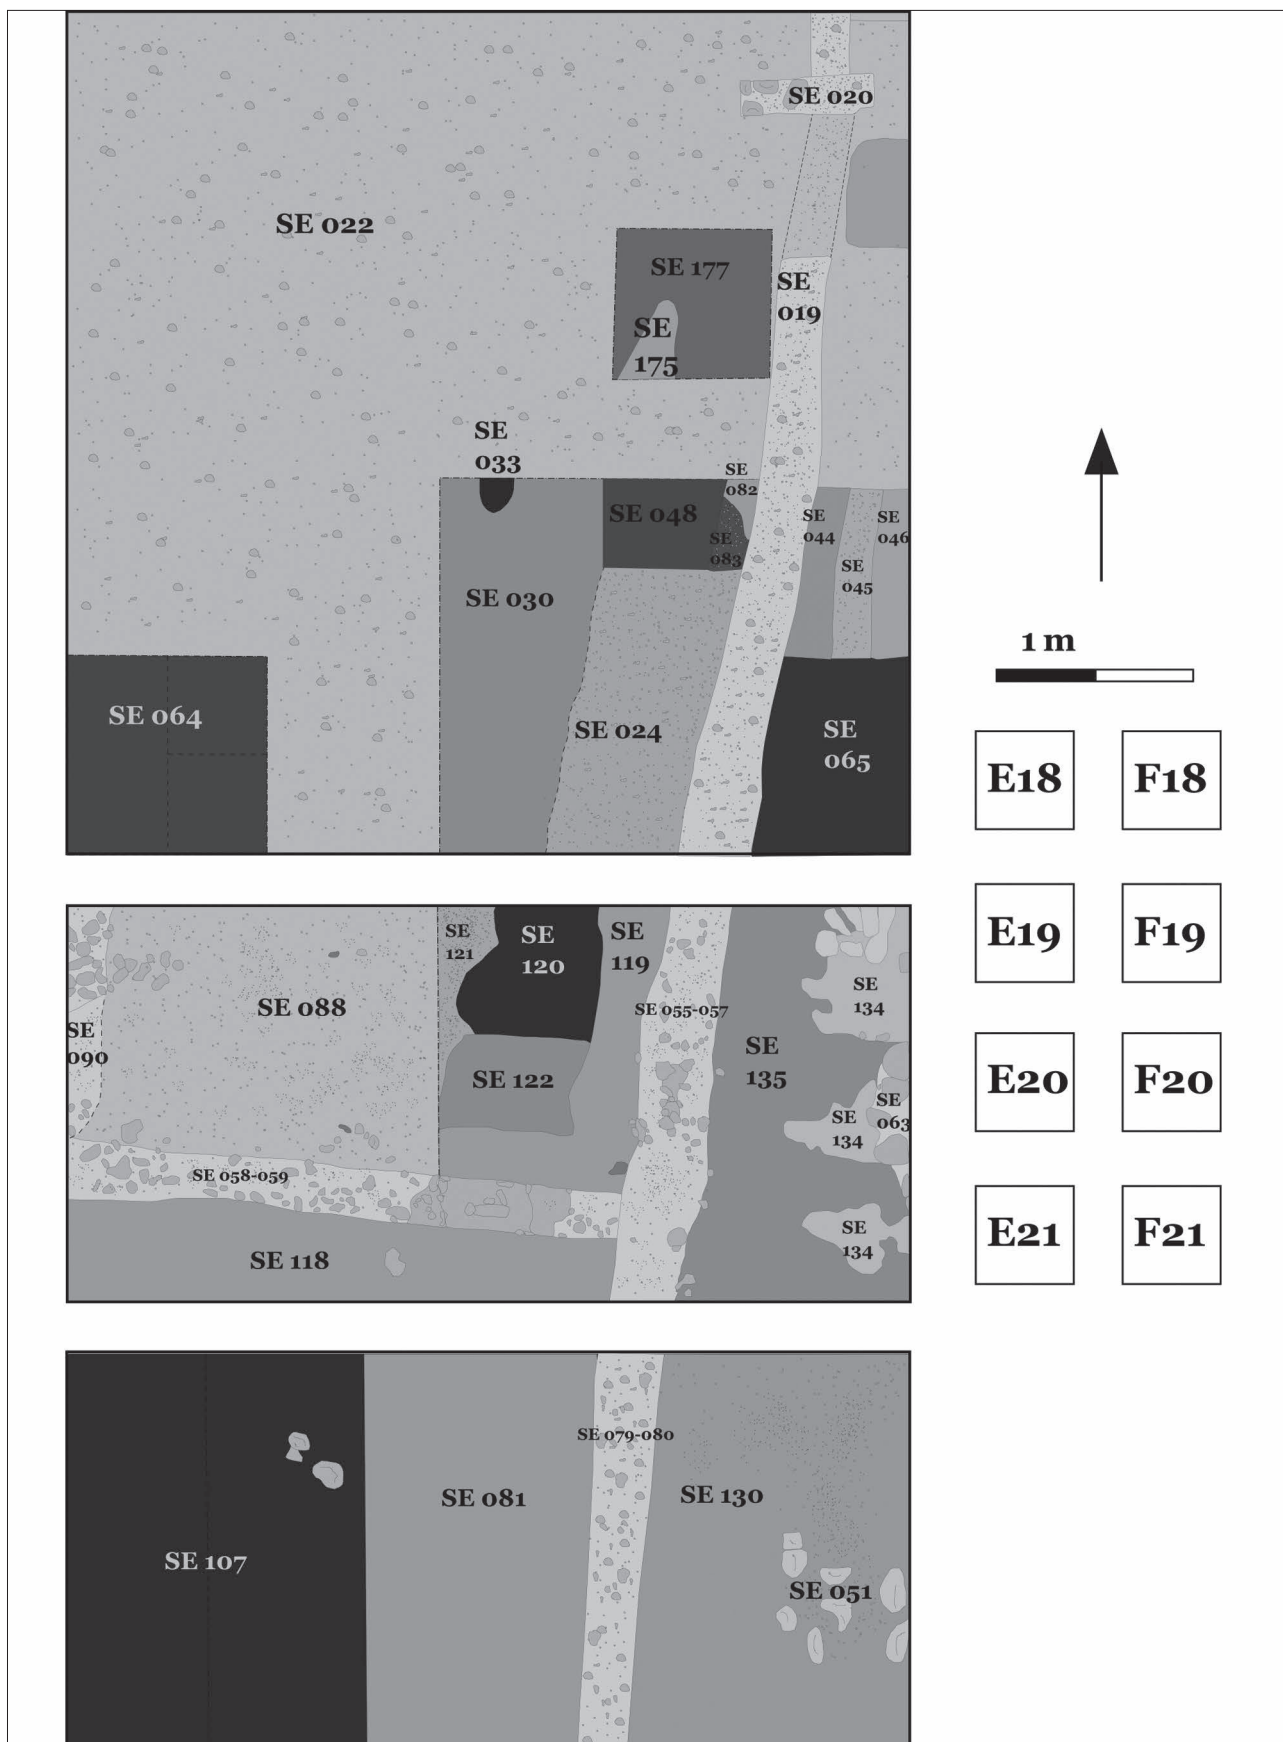 SE 020
SE 022
SE 177
SE
019
SE
175
SE
033
SE
082
SE 048
SE
083
SE
044
SE
046
SE
045
SE 030
SE 064
SE 024
SE
065
1 m
E18
F18
SE
121
SE
120
SE
119
SE 088
SE 055-057
SE
134
SE
090
SE 122
SE
135
SE
063
SE
134
SE 058-059
SE
134
SE 118
E19
F19
E20
F20
E21
F21
SE 079-080
SE 081
SE 130
SE 107
SE 051